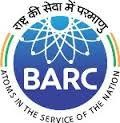 राष्ट्र की सेवा में परमाणु
BARC
ATOMS IN THE SERVICE OF THE NATION